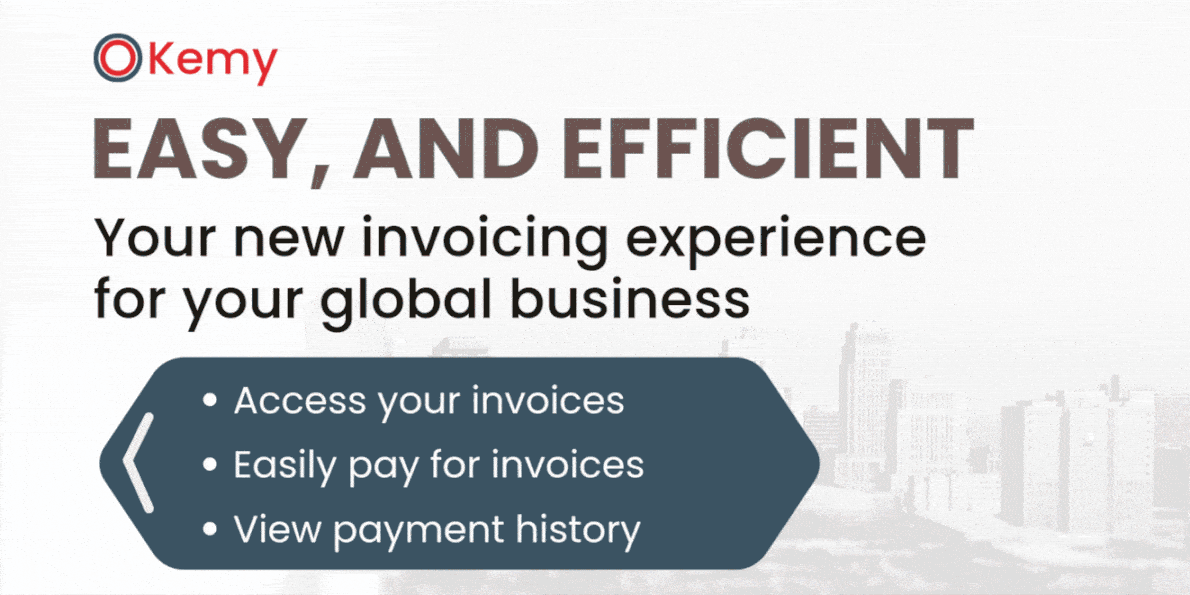 OKemy
EASY, AND EFFICIENT
Your new invoicing experience
for your global business
• Access your invoices
• Easily pay for invoices
• View payment history